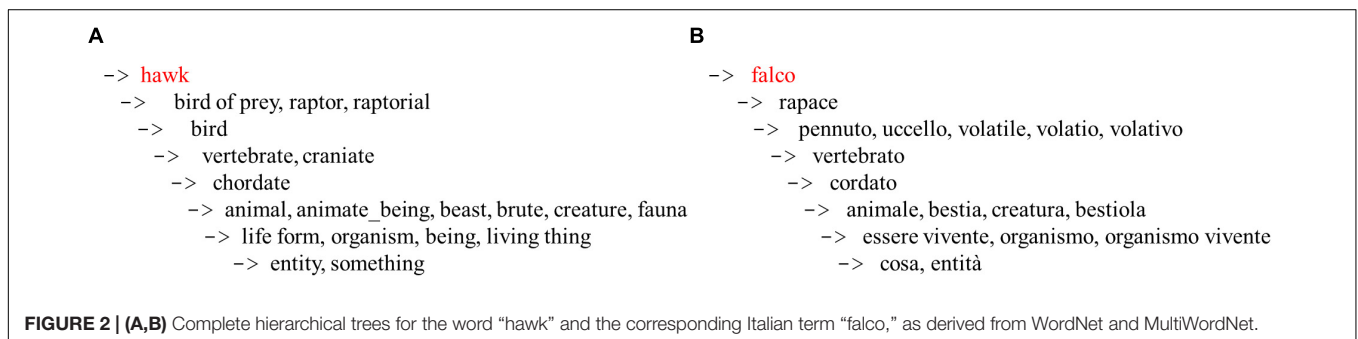 A
-> hawk
-> bird of prey, raptor, raptorial
-> bird
-> vertebrate, craniate
-> chordate
-> animal, animate_being, beast, brute, creature, fauna
-> life form, organism, being, living thing
-> entity, something
B
-> falco
-> rapace
-> pennuto, uccello, volatile, volatio, volativo
-> vertebrato
-> cordato
-> animale, bestia, creatura, bestiola
-> essere vivente, organismo, organismo vivente
-> cosa, entità
FIGURE 2 | (A,B) Complete hierarchical trees for the word “hawk” and the corresponding Italian term “falco,” as derived from WordNet and MultiWordNet.